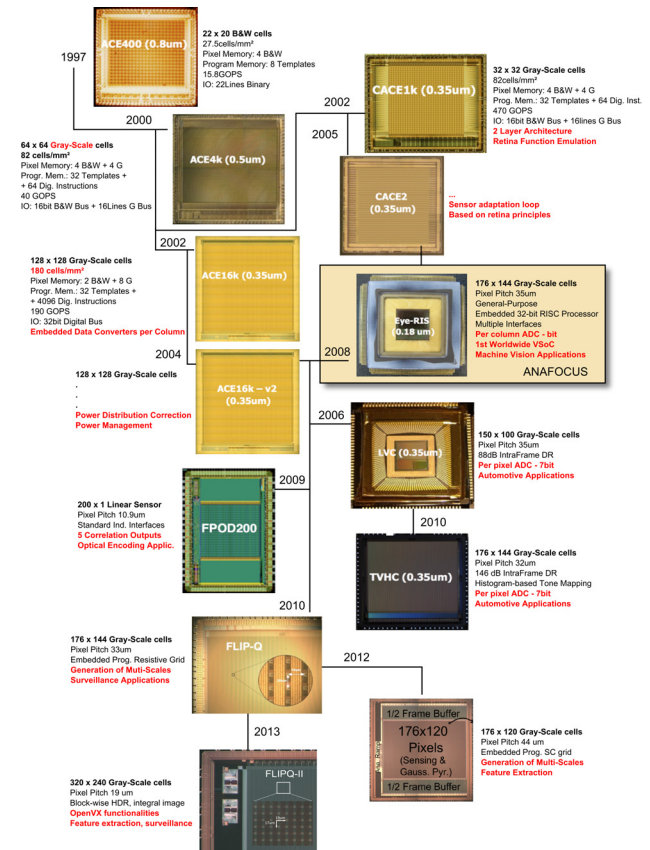 22 x 20 B&W cells
27.5cells/mm²
Pixel Memory: 4 B&W
Program Memory: 8 Templates
15.8GOPS
IO: 22Lines Binary
ACE400 (0.8um)
1997
2000
64 x 64 Gray-Scale cells
82 cells/mm²
Pixel Memory: 4 B&W + 4 G
Progr. Mem.: 32 Templates +
+ 64 Dig. Instructions
40 GOPS
IO: 16bit B&W Bus + 16Lines G Bus
ACE4k (0.5um)
2002
CACE1k (0.35um)
32 x 32 Gray-Scale cells
82cells/mm²
Pixel Memory: 4 B&W + 4 G
Prog. Mem.: 32 Templates + 64 Dig. Inst.
470 GOPS
IO: 16bit B&W Bus + 16lines G Bus
2 Layer Architecture
Retina Function Emulation
2005
CACE2
(0.35um)
...
Sensor adaptation loop
Based on retina principles
2002
128 x 128 Gray-Scale cells
180 cells/mm²
Pixel Memory: 2 B&W + 8 G
Progr. Mem.: 32 Templates +
+ 4096 Dig. Instructions
190 GOPS
IO: 32bit Digital Bus
Embedded Data Converters per Column
ACE16k (0.35um)
2008
Eye-RIS
(0.18 um)
176 x 144 Gray-Scale cells
Pixel Pitch 35um
General-Purpose
Embedded 32-bit RISC Processor
Multiple Interfaces
Per column ADC - bit
1st Worldwide VSoC
Machine Vision Applications
ANAFOCUS
2004
128 x 128 Gray-Scale cells
.
.
.
Power Distribution Correction
Power Management
ACE16k – v2
(0.35um)
2006
LVC (0.35um)
150 x 100 Gray-Scale cells
Pixel Pitch 35um
88dB IntraFrame DR
Per pixel ADC - 7bit
Automotive Applications
2009
200 x 1 Linear Sensor
Pixel Pitch 10.9um
Standard Ind. Interfaces
5 Correlation Outputs
Optical Encoding Applic.
FPOD200
2010
TVHC (0.35um)
176 x 144 Gray-Scale cells
Pixel Pitch 32um
146 dB IntraFrame DR
Histogram-based Tone Mapping
Per pixel ADC - 7bit
Automotive Applications
2010
176 x 144 Gray-Scale cells
Pixel Pitch 33um
Embedded Prog. Resistive Grid
Generation of Muti-Scales
Surveillance Applications
FLIP-Q
2012
1/2 Frame Buffer
176x120
Pixels
(Sensing &
Gauss. Pyr.)
1/2 Frame Buffer
176 x 120 Gray-Scale cells
Pixel Pitch 44 um
Embedded Prog. SC grid
Generation of Multi-Scales
Feature Extraction
2013
320 x 240 Gray-Scale cells
Pixel Pitch 19 um
Block-wise HDR, integral image
OpenVX functionalities
Feature extraction, surveillance
FLIPQ-II